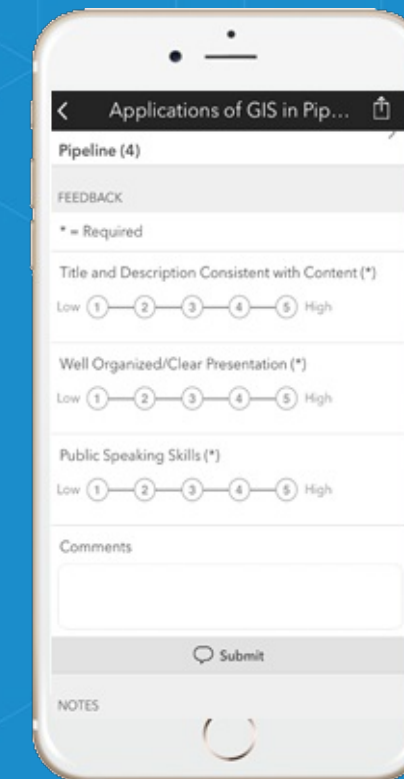 Applications of GIS in Pip...
Pipeline (4)
FEEDBACK
* = Required
Title and Description Consistent with Content (*)
Low 1 2 3 4 5 High
Well Organized/Clear Presentation (*)
Low 1 2 3 4 5 High
Public Speaking Skills (*)
Low 1 2 3 4 5 High
Comments
Submit
NOTES